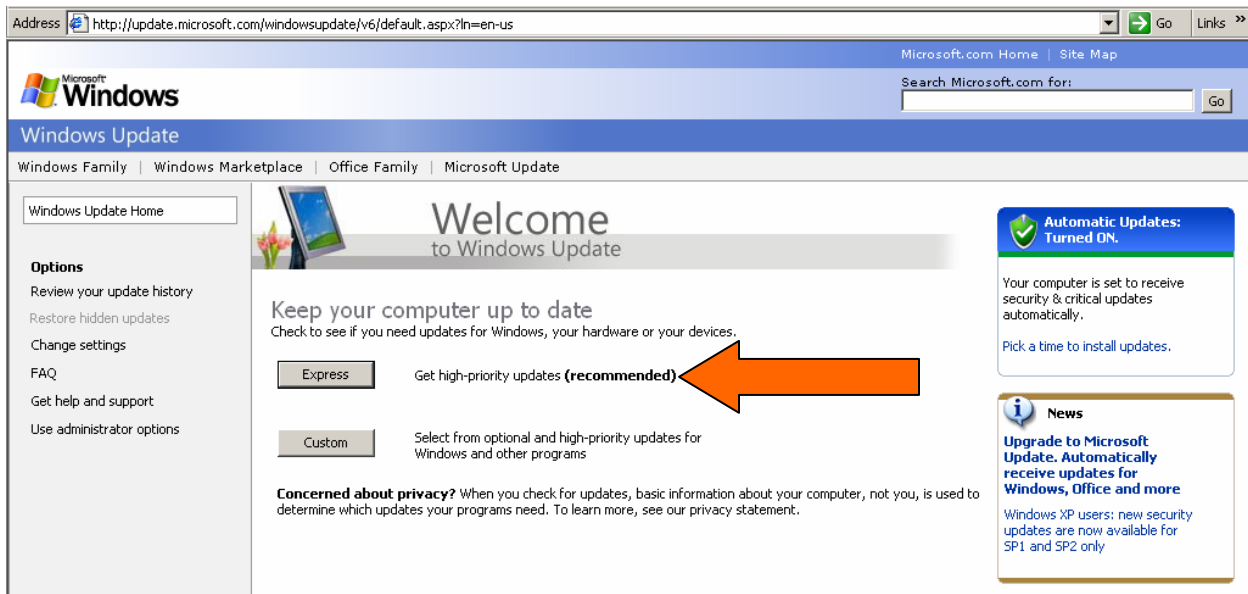 Address http://update.microsoft.com/windowsupdate/v6/default.aspx?ln=en-us Go Links »
Microsoft.com Home | Site Map
Microsoft
Windows
Search Microsoft.com for:
Go
Windows Update
Windows Family | Windows Marketplace | Office Family | Microsoft Update
Windows Update Home
Options
Review your update history
Restore hidden updates
Change settings
FAQ
Get help and support
Use administrator options
Welcome
to Windows Update
Keep your computer up to date
Check to see if you need updates for Windows, your hardware or your devices.
Express Get high-priority updates (recommended)
Custom Select from optional and high-priority updates for
Windows and other programs
Concerned about privacy? When you check for updates, basic information about your computer, not you, is used to
determine which updates your programs need. To learn more, see our privacy statement.
Automatic Updates:
Turned ON.
Your computer is set to receive
security & critical updates
automatically.
Pick a time to install updates.
News
Upgrade to Microsoft
Update. Automatically
receive updates for
Windows, Office and more
Windows XP users: new security
updates are now available for
SP1 and SP2 only